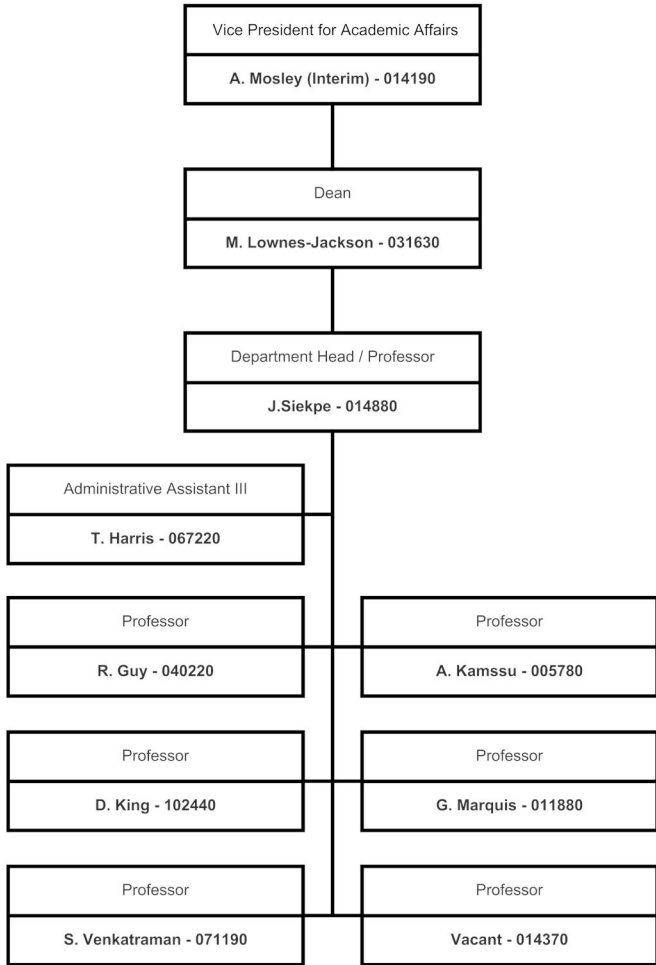 Vice President for Academic Affairs
A. Mosley (Interim) - 014190
Dean
M. Lownes-Jackson - 031630
Department Head / Professor
J.Siekpe - 014880
Administrative Assistant III
T. Harris - 067220
Professor
R. Guy - 040220
Professor
A. Kamssu - 005780
Professor
D. King - 102440
Professor
G. Marquis - 011880
Professor
S. Venkatraman - 071190
Professor
Vacant - 014370